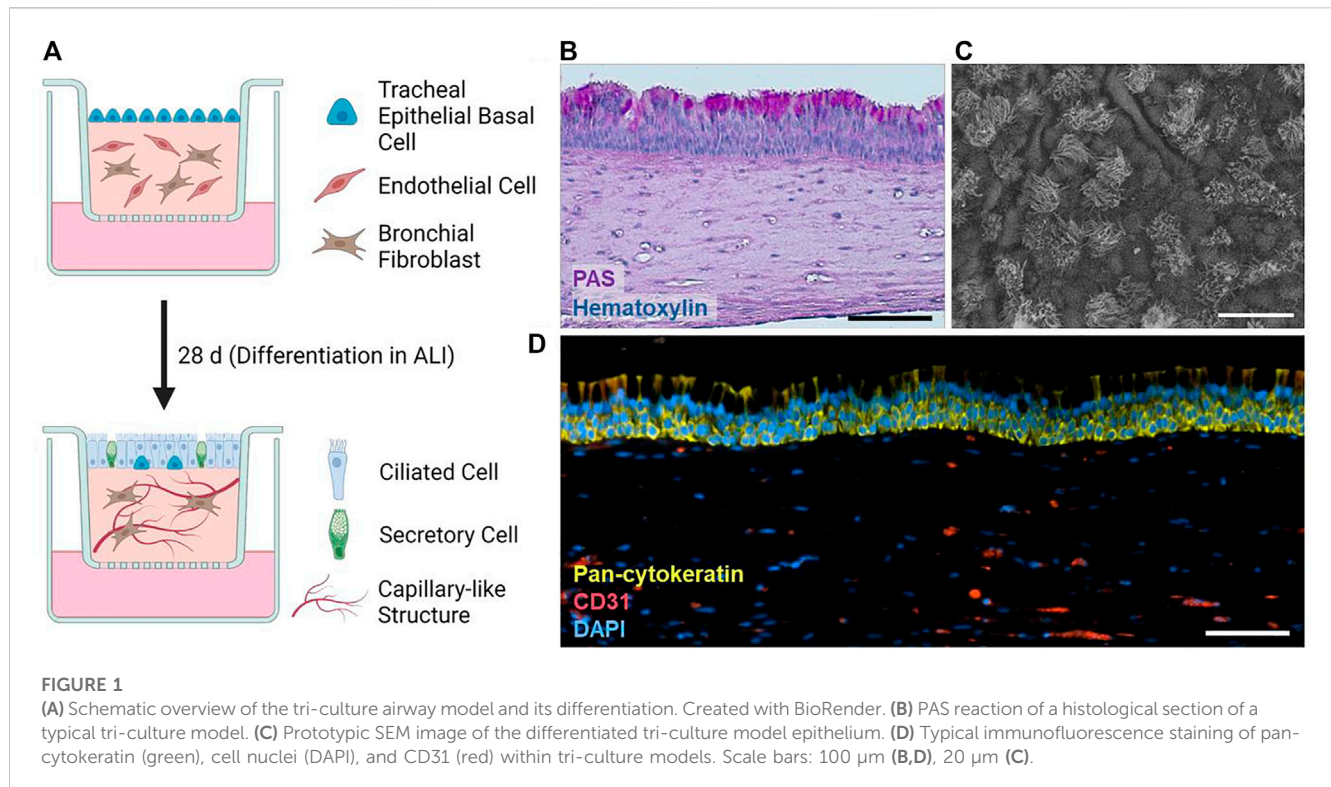 A
Tracheal
Epithelial Basal
Cell
Endothelial Cell
Bronchial
Fibroblast
28 d (Differentiation in ALI)
Ciliated Cell
Secretory Cell
Capillary-like
Structure
B
PAS
Hematoxylin
C
D
Pan-cytokeratin
CD31
DAPI
FIGURE 1
(A) Schematic overview of the tri-culture airway model and its differentiation. Created with BioRender. (B) PAS reaction of a histological section of a
typical tri-culture model. (C) Prototypic SEM image of the differentiated tri-culture model epithelium. (D) Typical immunofluorescence staining of pan-
cytokeratin (green), cell nuclei (DAPI), and CD31 (red) within tri-culture models. Scale bars: 100 µm (B,D), 20 µm (C).